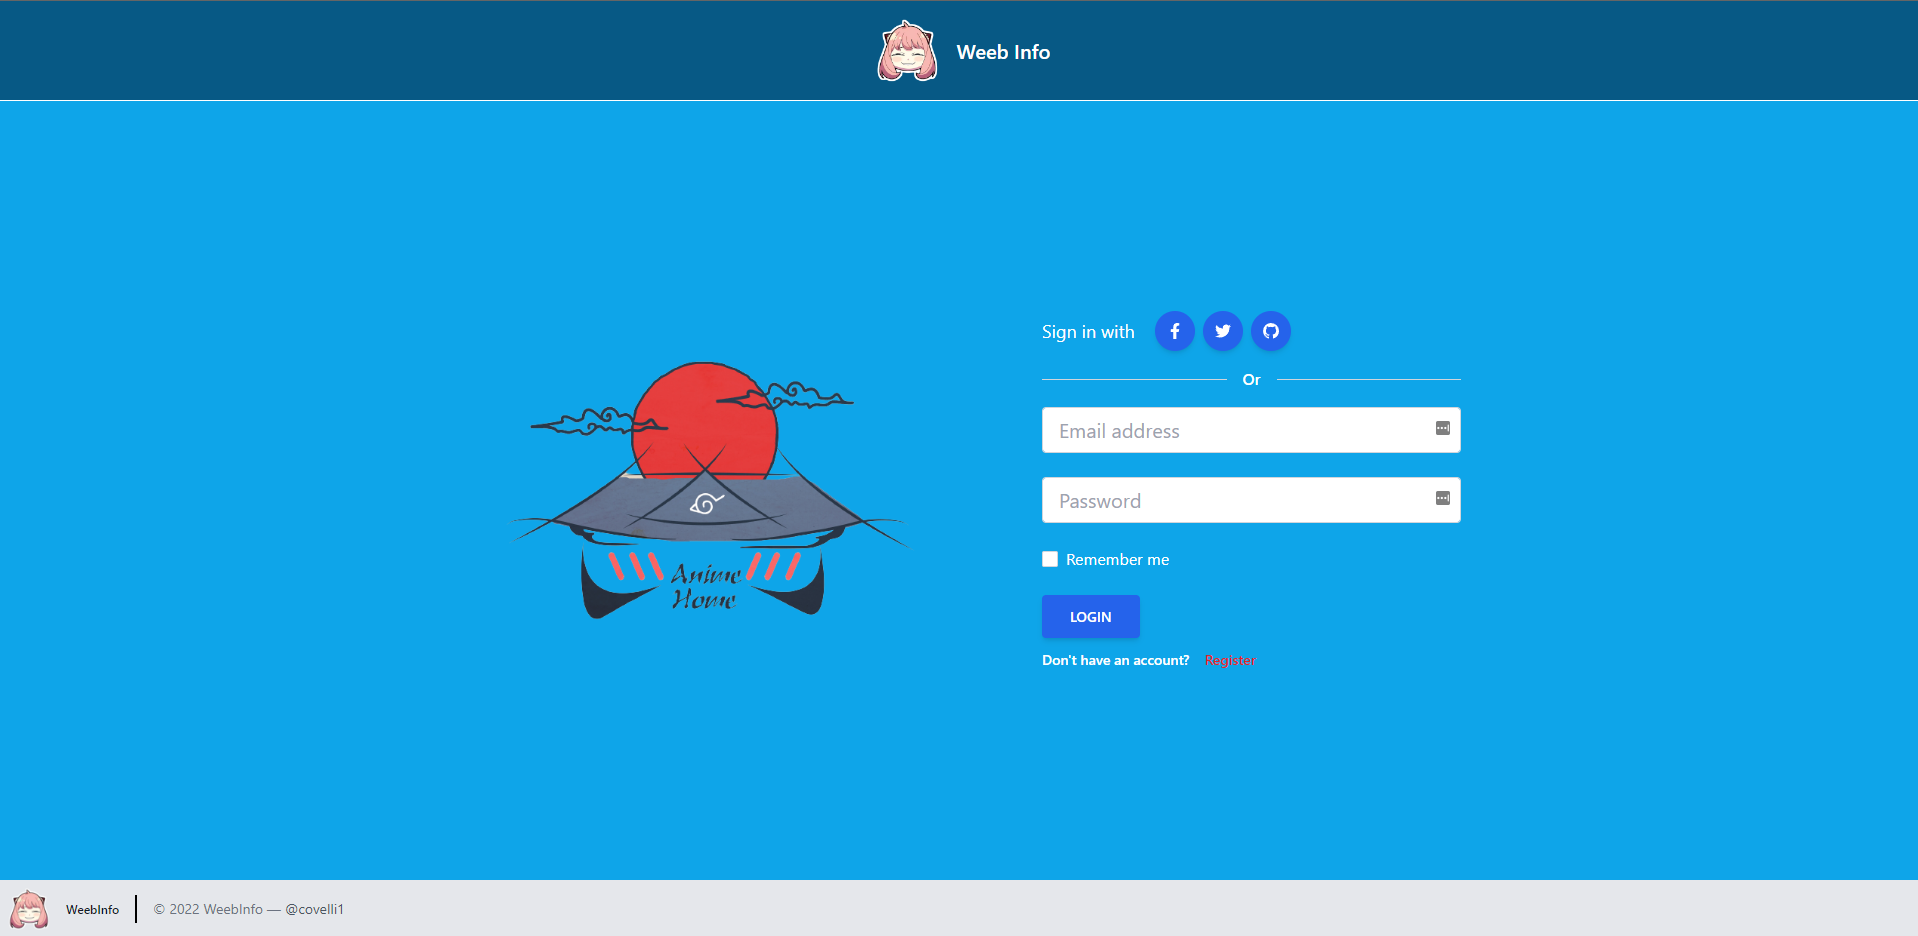 Weeb Info
Sign in with
Or
Email address
Password
Remember me
LOGIN
Don't have an account? Register
Anime
Home
WeebInfo
© 2022 WeebInfo — @covelli1